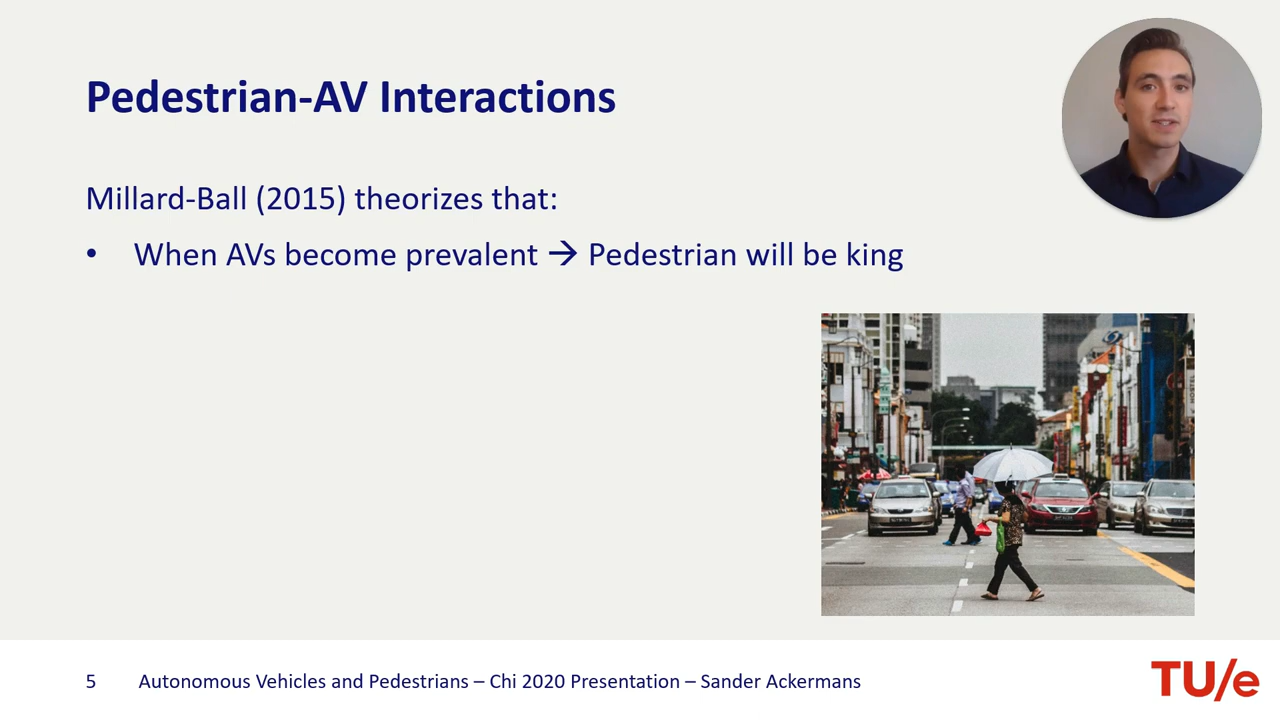 Pedestrian-AV Interactions
Millard-Ball (2015) theorizes that:
• When AVs become prevalent → Pedestrian will be king
5 Autonomous Vehicles and Pedestrians – Chi 2020 Presentation – Sander Ackermans
TU/e